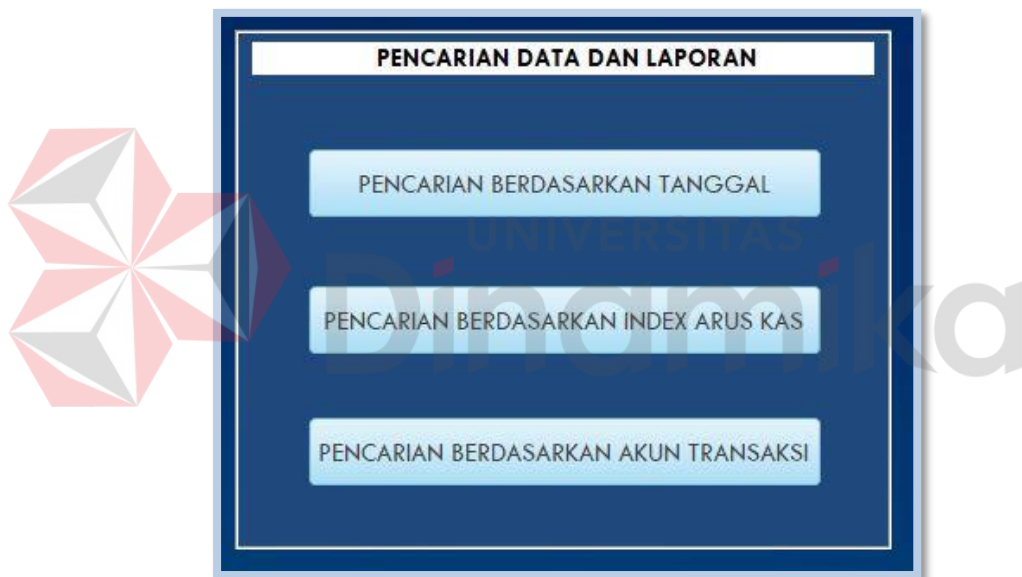 PENCARIAN DATA DAN LAPORAN
PENCARIAN BERDASARKAN TANGGAL
UNIVERSITAS
Dinamika
PENCARIAN BERDASARKAN INDEX ARUS KAS
PENCARIAN BERDASARKAN AKUN TRANSAKSI